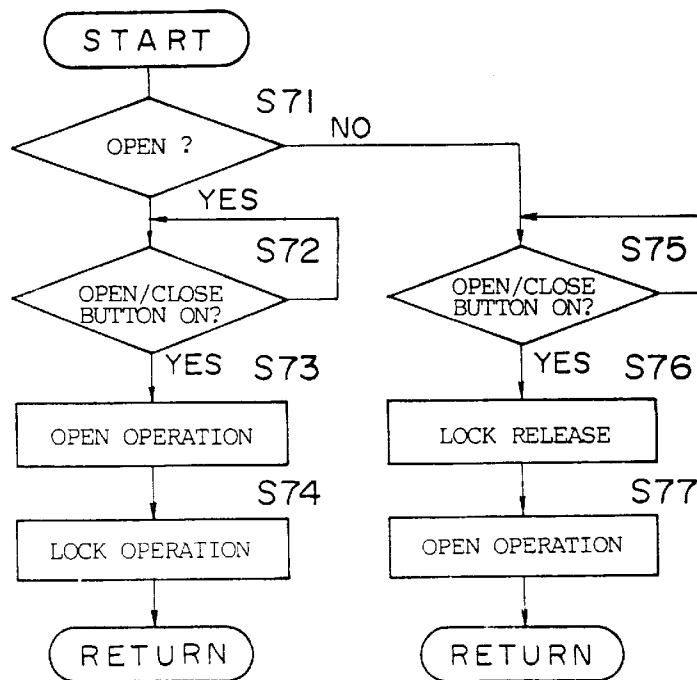 START
S71
OPEN ?
NO
YES
S72
OPEN/CLOSE
BUTTON ON?
YES
S73
OPEN OPERATION
S74
LOCK OPERATION
RETURN
S75
OPEN/CLOSE
BUTTON ON?
YES
S76
LOCK RELEASE
S77
OPEN OPERATION
RETURN